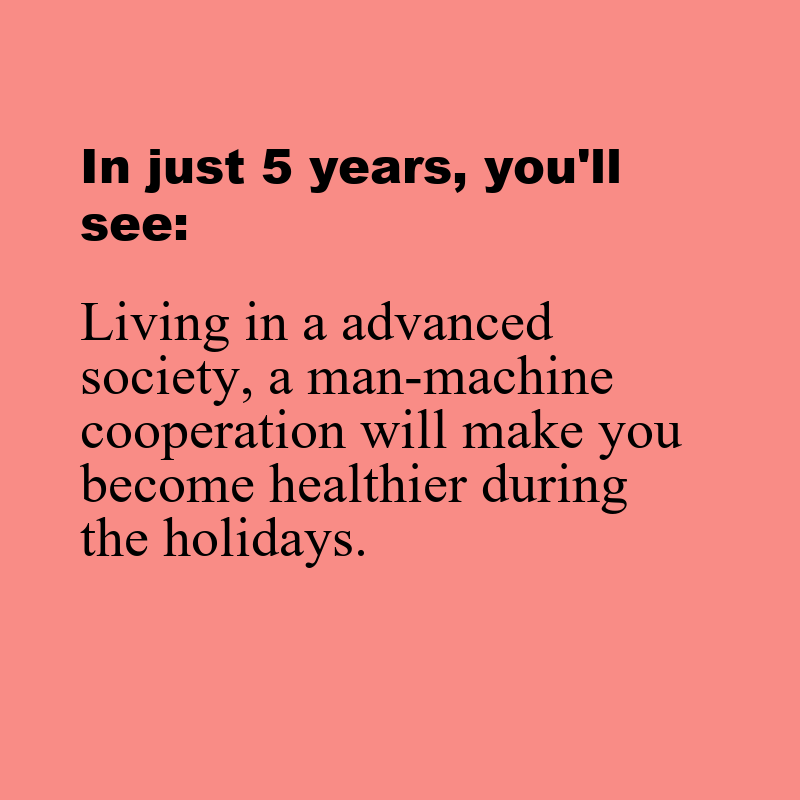 In just 5 years, you'll
see:
Living in a advanced
society, a man-machine
cooperation will make you
become healthier during
the holidays.